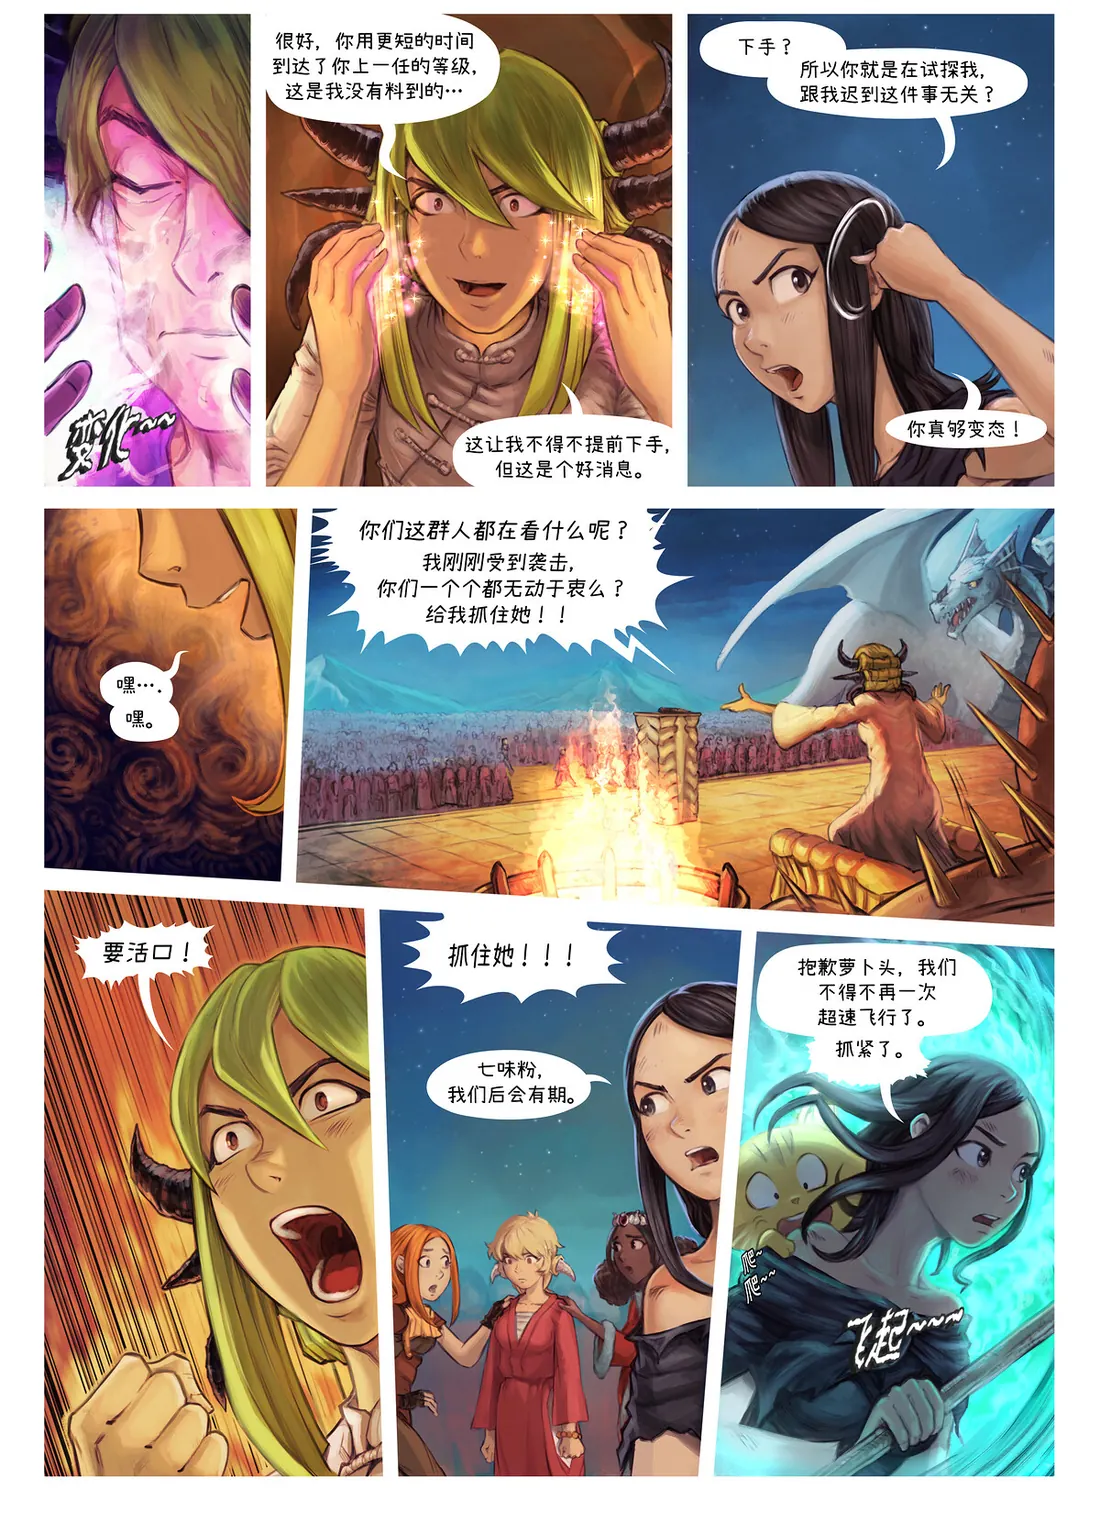 变化~~
很好，你用更短的时间
到达了你上一任的等级，
这是我没有料到的…
这让我不得不提前下手，
但这是个好消息。
下手？
所以你就是在试探我，
跟我迟到这件事无关？
你真够变态！
嘿….
嘿。
你们这群人都在看什么呢？
我刚刚受到袭击，
你们一个个都无动于衷么？
给我抓住她！！
要活口！
抓住她！！！
七味粉，
我们后会有期。
抱歉萝卜头，我们
不得不再一次
超速飞行了。
抓紧了。
爬~
爬~~
飞起~~~~